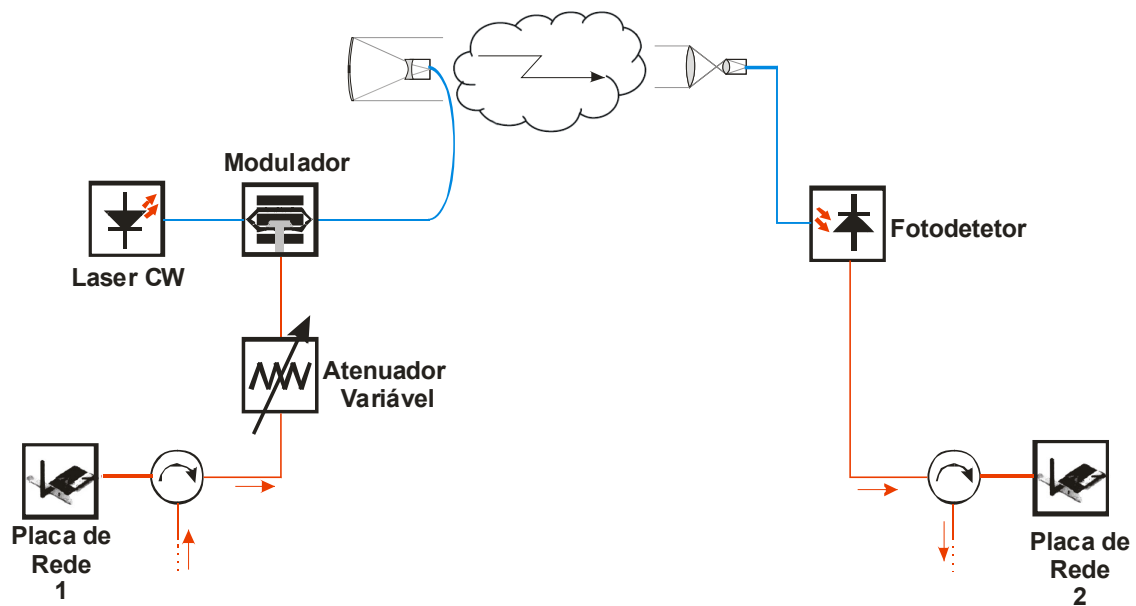 Modulador
Laser CW
Fotodetetor
Atenuador
Variável
Placa de
Rede
1
Placa de
Rede
2